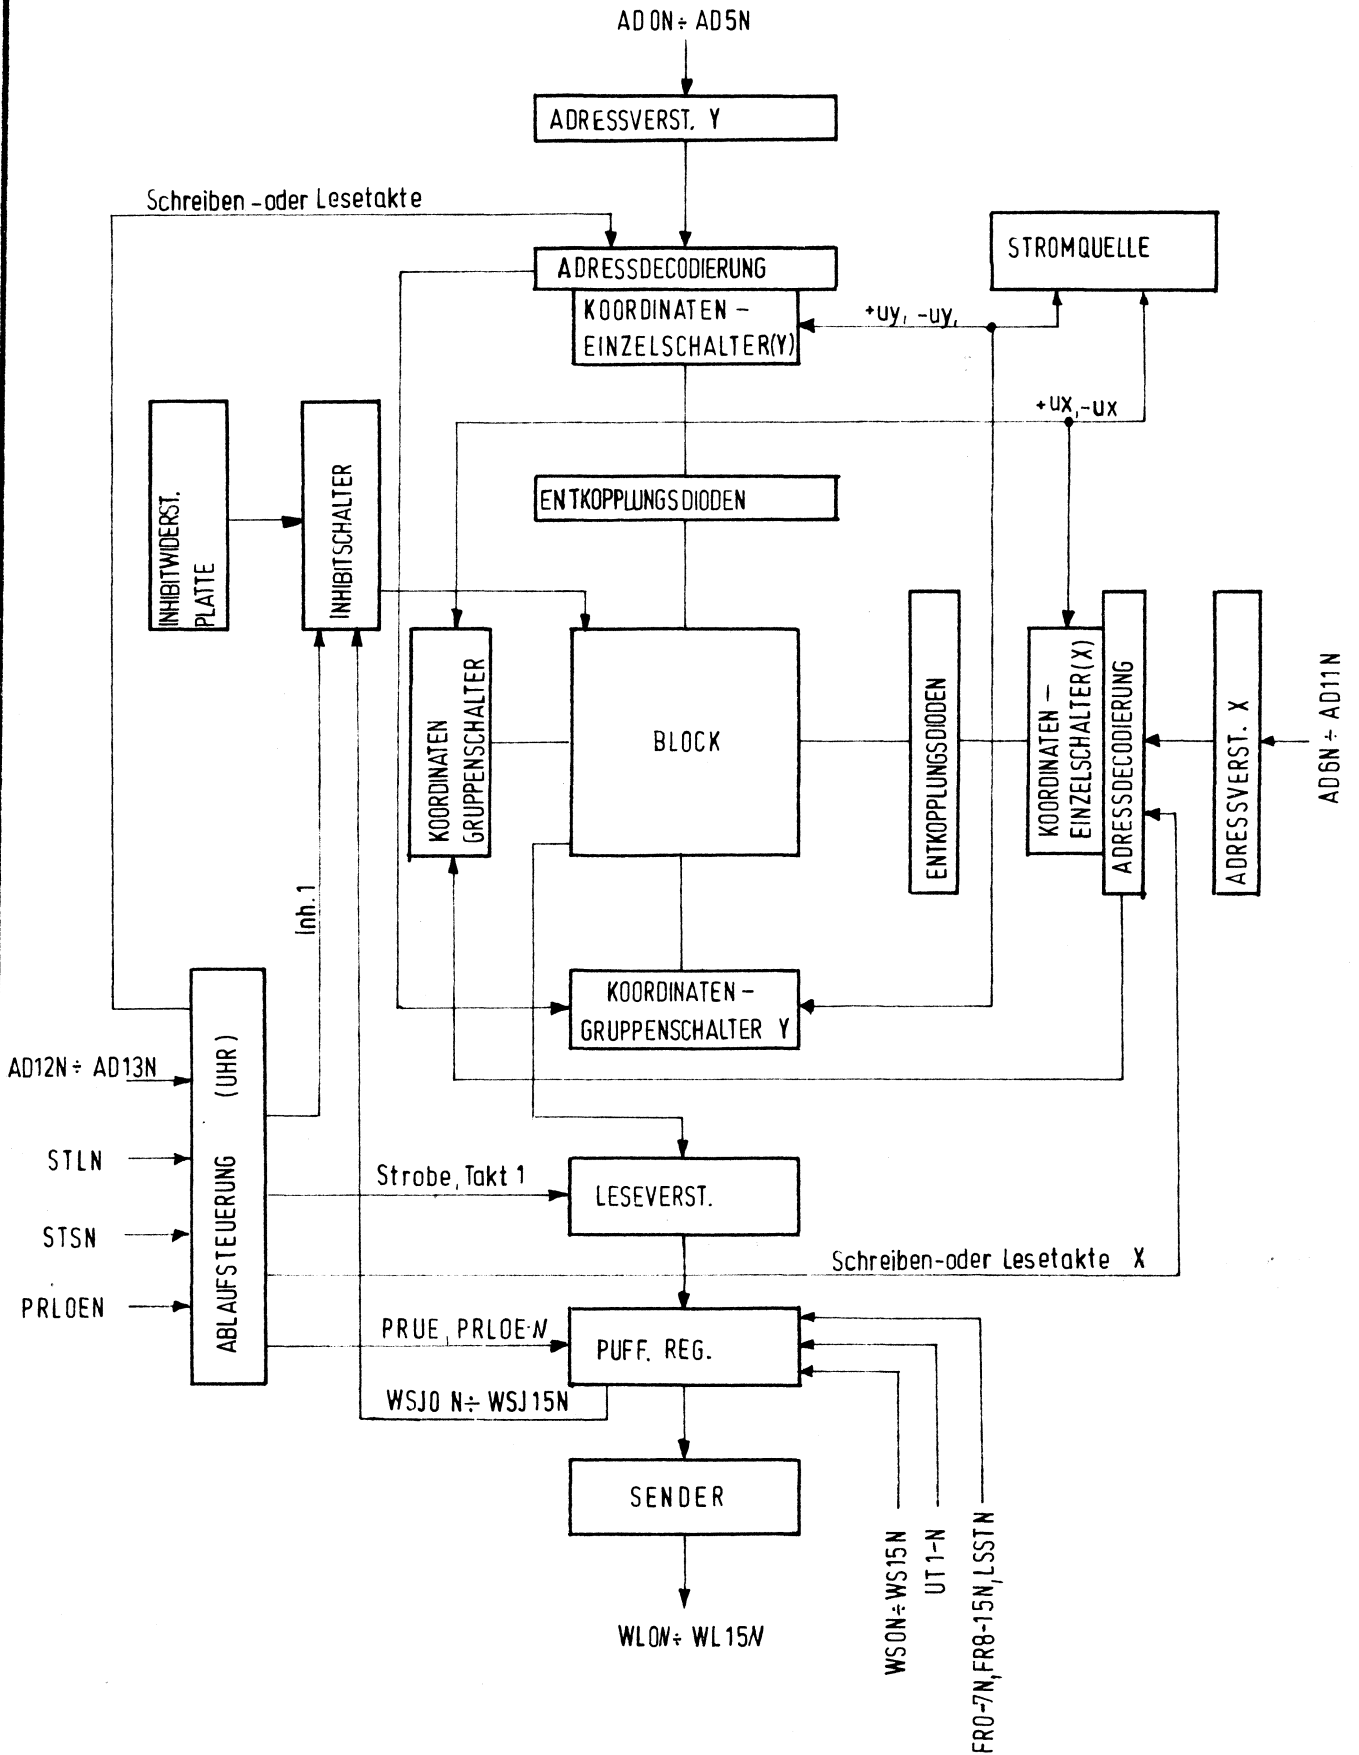 AD0N÷ AD5N
ADRESSVERST. Y
Schreiben-oder Lesetakte
ADRESSDECODIERUNG
KOORDINATEN-
EINZELSCHALTER(Y)
STROMQUELLE
+uy, -uy,
+ux,-ux
INHIBITWIDERST.
PLATTE
INHIBITSCHALTER
ENTKOPPLUNGSDIODEN
KOORDINATEN
GRUPPENSCHALTER
BLOCK
ENTKOPPLUNGSDIODEN
KOORDINATEN-
EINZELSCHALTER(X)
ADRESSDECODIERUNG
ADRESSVERST. X
AD6N ÷ AD11N
Inh.1
KOORDINATEN-
GRUPPENSCHALTER Y
AD12N÷ AD13N
STLN
STSN
PRLOEN
ABLAUFSTEUERUNG (UHR)
Strobe, Takt 1
LESEVERST.
Schreiben-oder Lesetakte X
PRUE, PRLOE-N
PUFF. REG.
WSJ0 N÷ WSJ15N
SENDER
WL0N÷ WL15N
WS0N÷WS15N
UT1-N
FR0-7N,FR8-15N,LSSTN